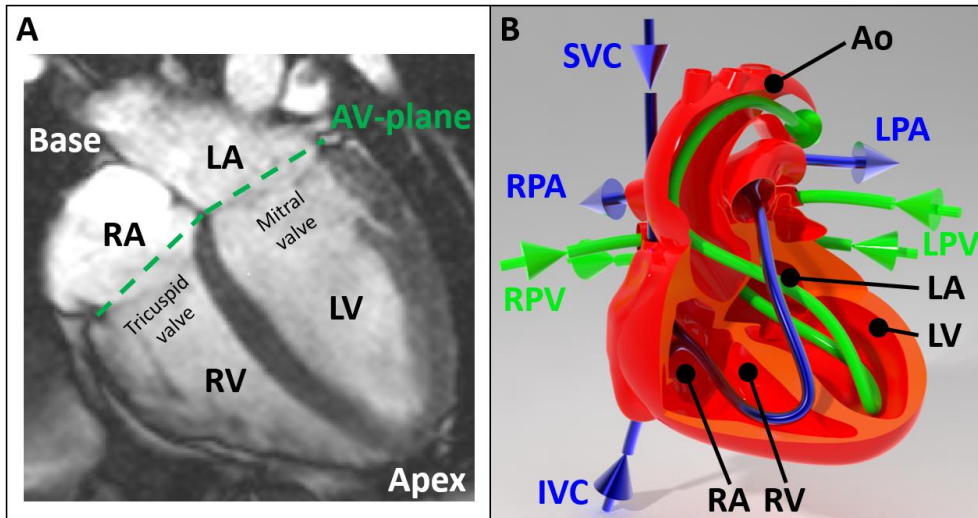 A
Base
AV-plane
LA
RA
Mitral
valve
Tricuspid
valve
LV
RV
Apex
B
SVC
Ao
LPA
RPA
LPV
RPV
LA
LV
IVC
RA
RV